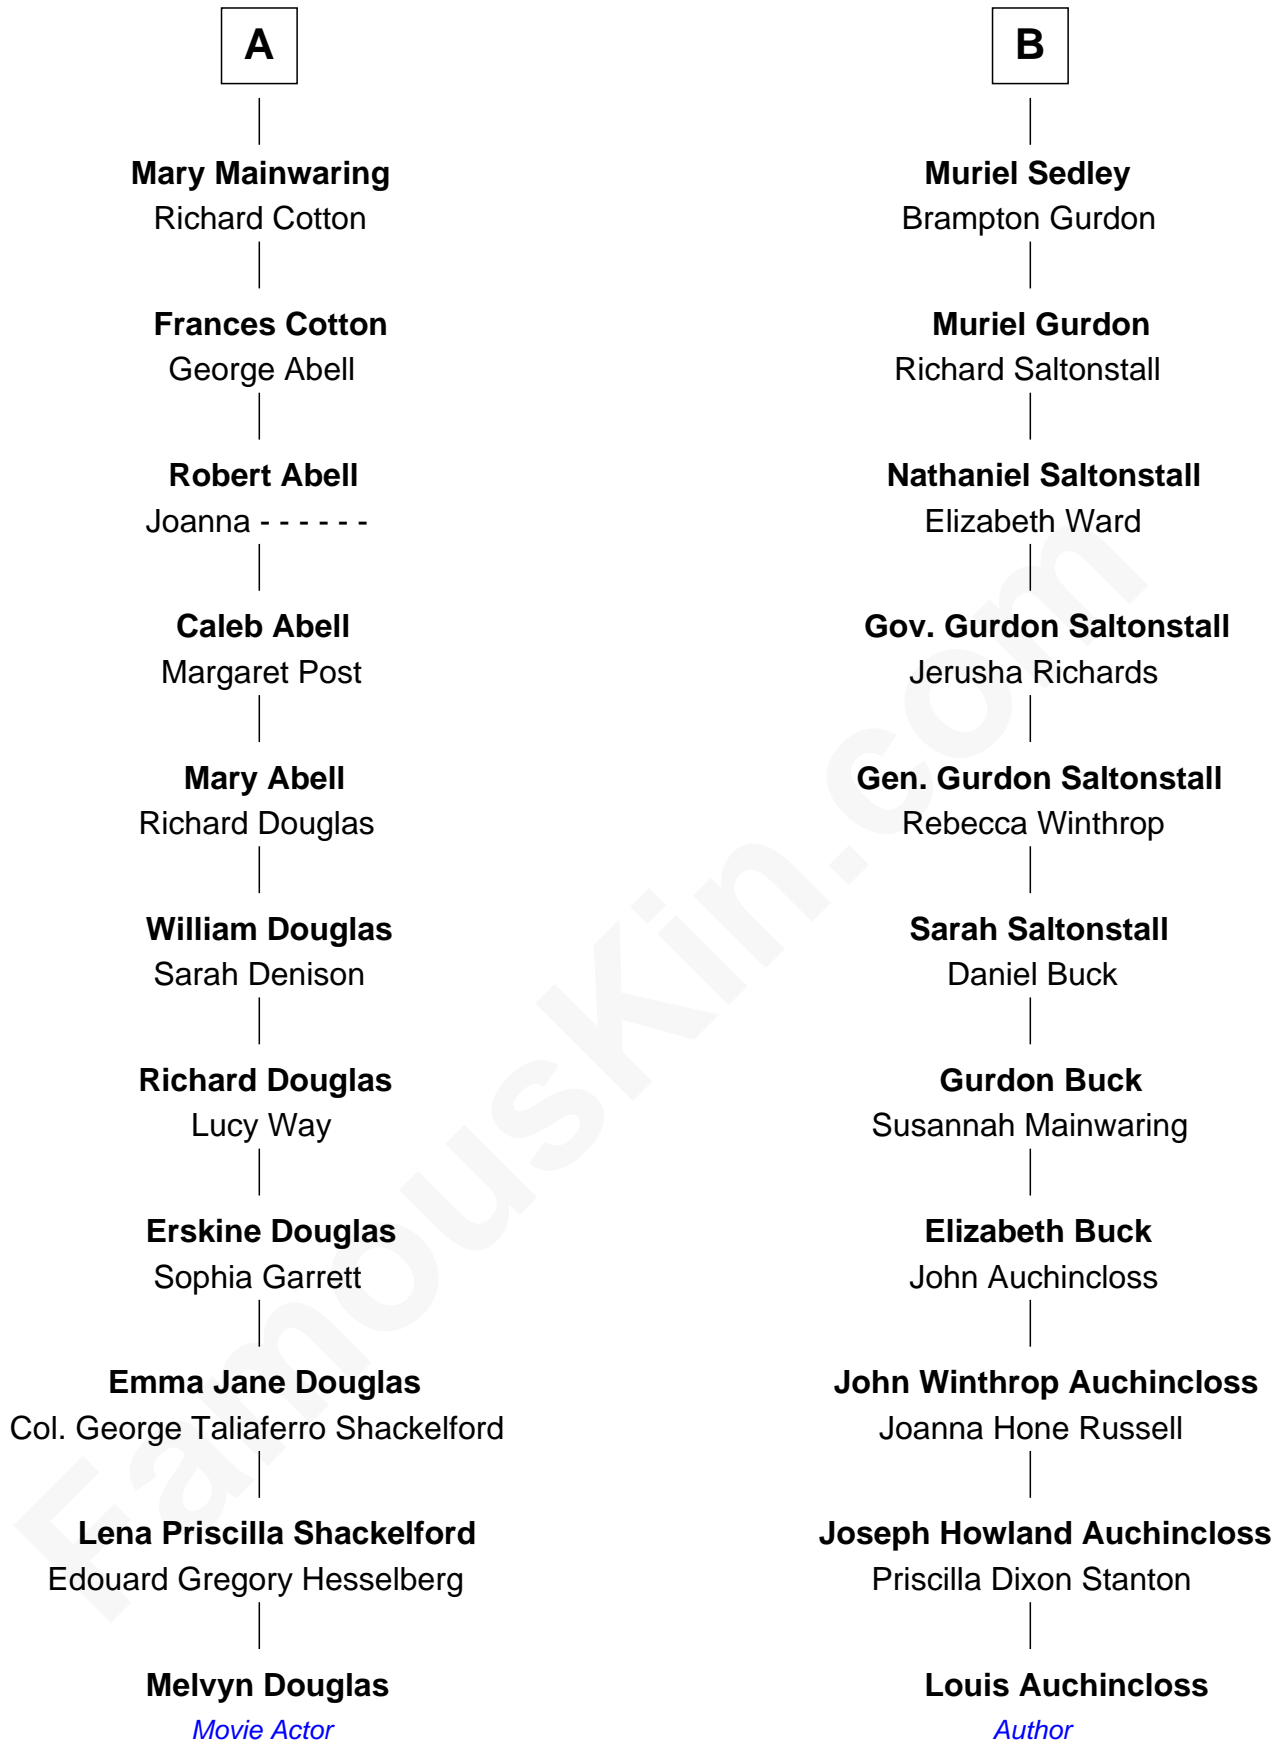 A
Mary Mainwaring
Richard Cotton
Frances Cotton
George Abell
Robert Abell
Joanna - - - - - -
Caleb Abell
Margaret Post
Mary Abell
Richard Douglas
William Douglas
Sarah Denison
Richard Douglas
Lucy Way
Erskine Douglas
Sophia Garrett
Emma Jane Douglas
Col. George Taliaferro Shackelford
Lena Priscilla Shackelford
Edouard Gregory Hesselberg
Melvyn Douglas
Movie Actor
B
Muriel Sedley
Brampton Gurdon
Muriel Gurdon
Richard Saltonstall
Nathaniel Saltonstall
Elizabeth Ward
Gov. Gurdon Saltonstall
Jerusha Richards
Gen. Gurdon Saltonstall
Rebecca Winthrop
Sarah Saltonstall
Daniel Buck
Gurdon Buck
Susannah Mainwaring
Elizabeth Buck
John Auchincloss
John Winthrop Auchincloss
Joanna Hone Russell
Joseph Howland Auchincloss
Priscilla Dixon Stanton
Louis Auchincloss
Author
FamousKin.com